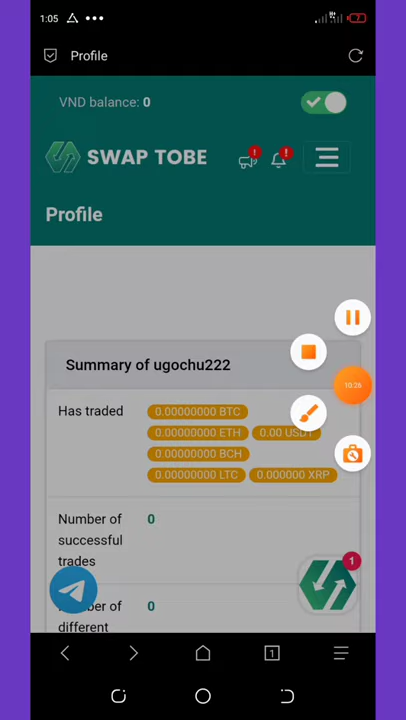 1:05
7
Profile
VND balance: 0
SWAP TOBE
!
!
Profile
Summary of ugochu222
Has traded
0.00000000 BTC
0.00000000 ETH
0.00 USDT
0.00000000 BCH
0.00000000 LTC
0.000000 XRP
Number of
successful
trades
0
1
of
different
0
10:26
1